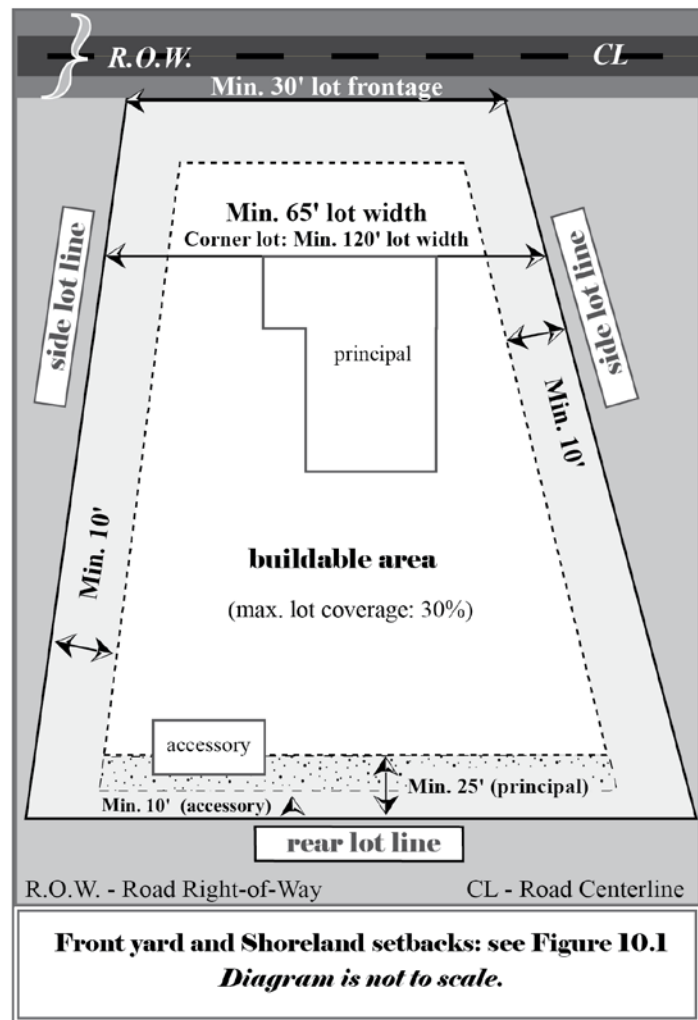 R.O.W.
CL
Min. 30' lot frontage
Min. 65' lot width
Corner lot: Min. 120' lot width
side lot line
side lot line
principal
Min. 10'
Min. 10'
buildable area
(max. lot coverage: 30%)
accessory
Min. 25' (principal)
Min. 10' (accessory)
rear lot line
R.O.W. - Road Right-of-Way
CL - Road Centerline
Front yard and Shoreland setbacks: see Figure 10.1
Diagram is not to scale.